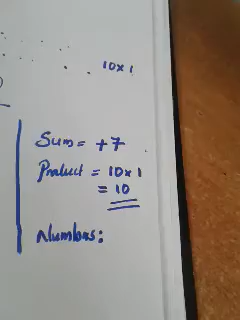 10x1
Sum = +7
Product = 10x1
= 10
Numbers: